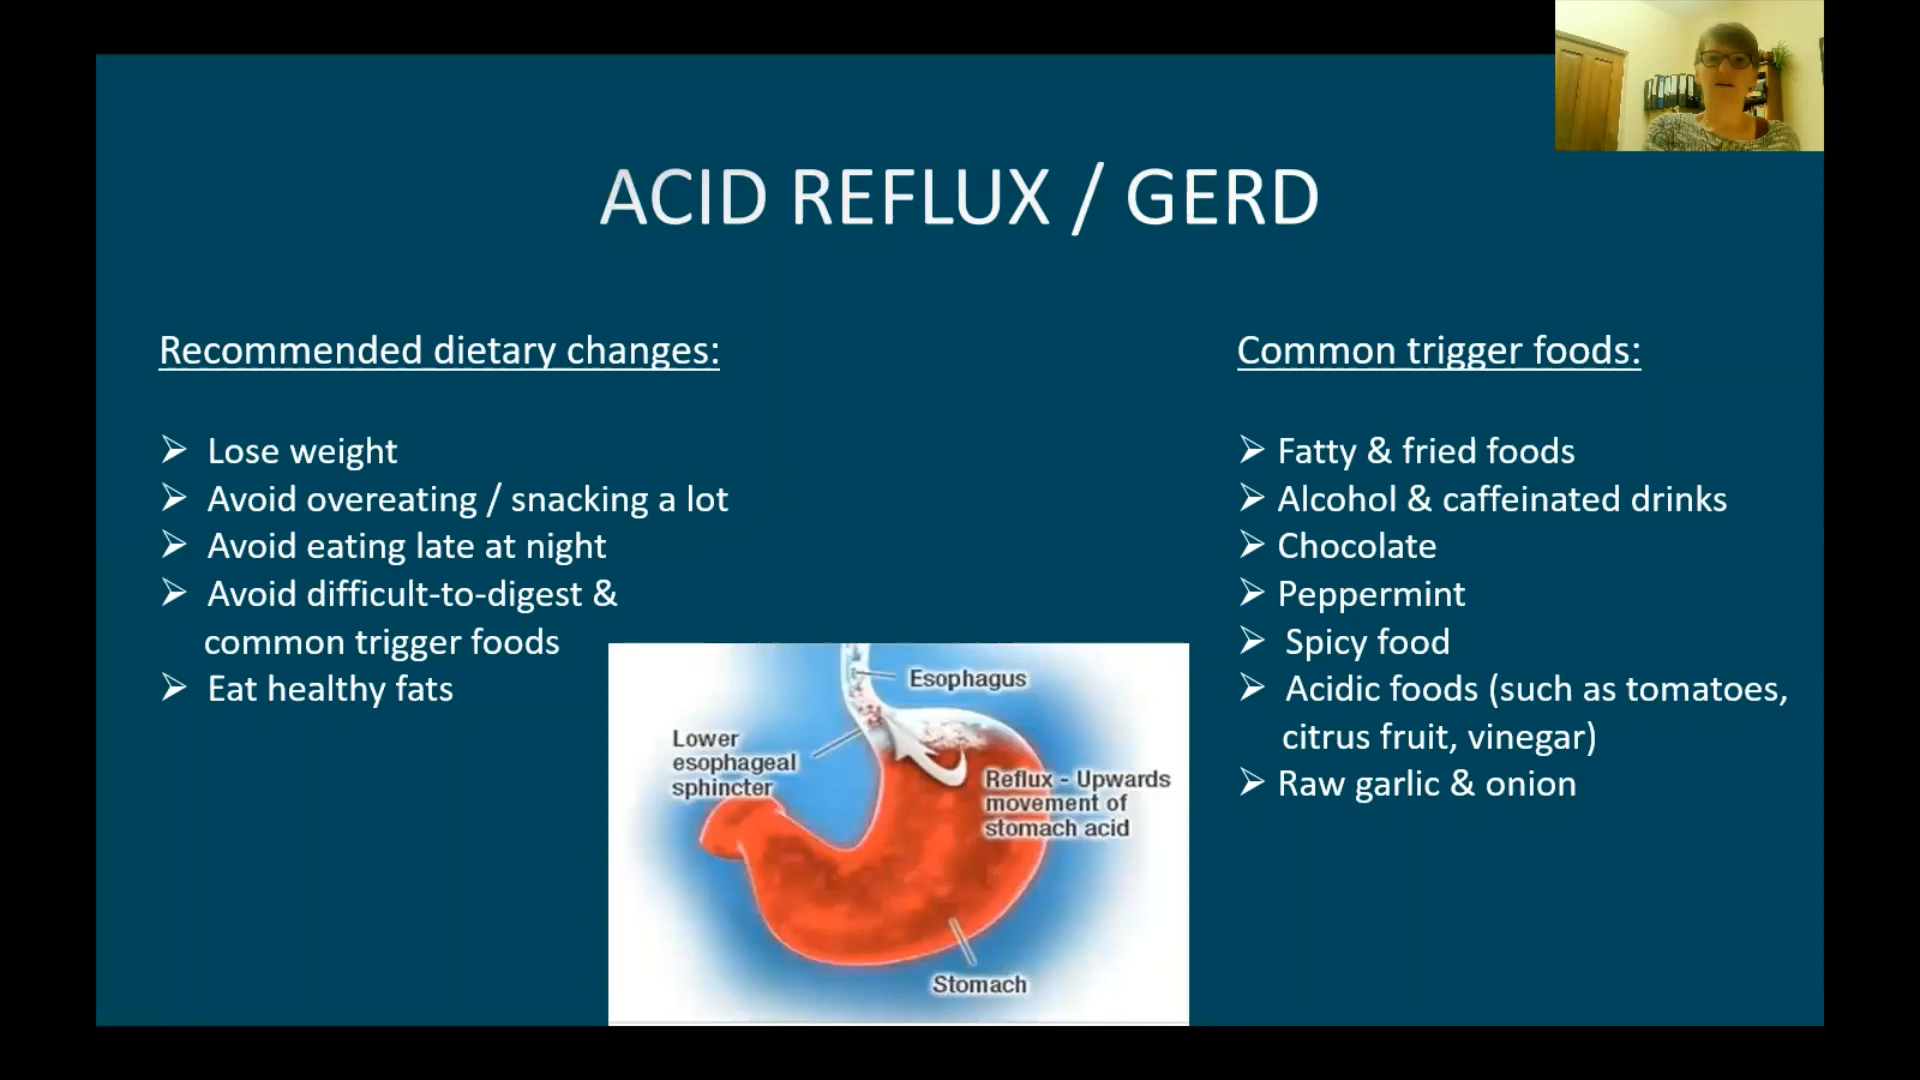 ACID REFLUX / GERD
Recommended dietary changes:
➢ Lose weight
➢ Avoid overeating / snacking a lot
➢ Avoid eating late at night
➢ Avoid difficult-to-digest &
common trigger foods
➢ Eat healthy fats
Esophagus
Lower
esophageal
sphincter
Reflux - Upwards
movement of
stomach acid
Stomach
Common trigger foods:
➢ Fatty & fried foods
➢ Alcohol & caffeinated drinks
➢ Chocolate
➢ Peppermint
➢ Spicy food
➢ Acidic foods (such as tomatoes,
citrus fruit, vinegar)
➢ Raw garlic & onion